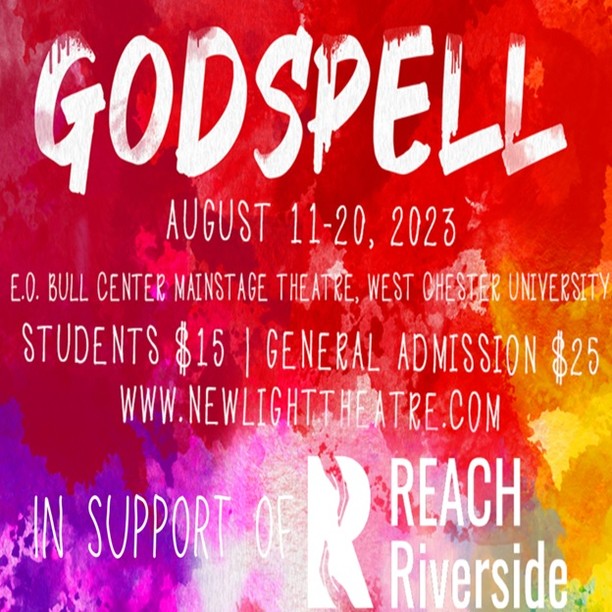 GODSPELL
AUGUST 11-20, 2023
E.O. BULL CENTER MAINSTAGE THEATRE, WEST CHESTER UNIVERSITY
STUDENTS $15 | GENERAL ADMISSION $25
WWW.NEWLIGHTTHEATRE.COM
IN SUPPORT OF
R
REACH
Riverside